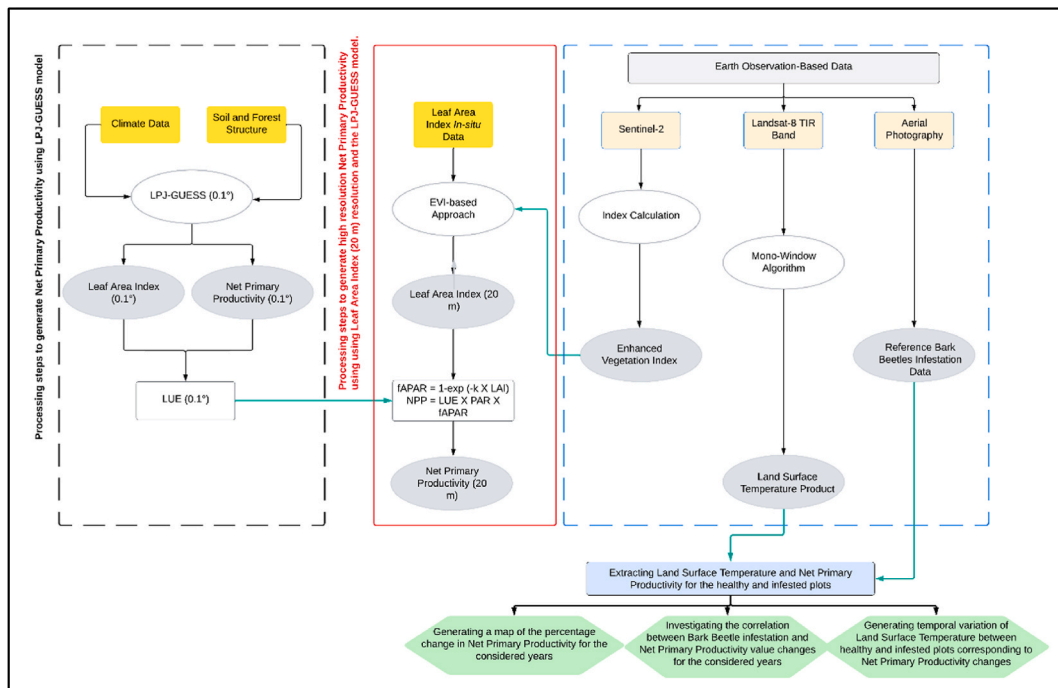 Processing steps to generate Net Primary Productivity using LPJ-GUESS model
Climate Data
Soil and Forest
Structure
LPJ-GUESS (0.1°)
Leaf Area Index
(0.1°)
Net Primary
Productivity (0.1°)
LUE (0.1°)
Processing steps to generate high resolution Net Primary Productivity
using using Leaf Area Index (20 m) resolution and the LPJ-GUESS model.
Leaf Area
Index In-situ
Data
EVI-based
Approach
Leaf Area Index (20
m)
fAPAR = 1-exp (-k X LAI)
NPP = LUE X PAR X
fAPAR
Net Primary
Productivity (20
m)
Earth Observation-Based Data
Sentinel-2
Landsat-8 TIR
Band
Aerial
Photography
Index Calculation
Mono-Window
Algorithm
Enhanced
Vegetation Index
Reference Bark
Beetles Infestation
Data
Land Surface
Temperature Product
Extracting Land Surface Temperature and Net Primary
Productivity for the healthy and infested plots
Generating a map of the percentage
change in Net Primary Productivity for the
considered years
Investigating the correlation
between Bark Beetle infestation and
Net Primary Productivity value changes
for the considered years
Generating temporal variation of
Land Surface Temperature between
healthy and infested plots corresponding to
Net Primary Productivity changes